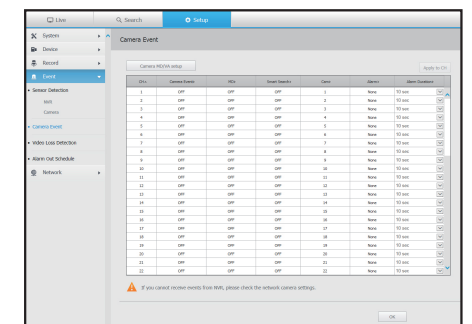 Live
Search
Setup
System
Device
Record
Event
Sensor Detection
NVR
Camera
Camera Event
Video Loss Detection
Alarm Out Schedule
Network
Camera Event
Camera MD/VA setup
Apply to CH
CH Camera Event MD Smart Search Cam Alarm Alarm Duration
1 OFF OFF OFF 1 None 10 sec
2 OFF OFF OFF 2 None 10 sec
3 OFF OFF OFF 3 None 10 sec
4 OFF OFF OFF 4 None 10 sec
5 OFF OFF OFF 5 None 10 sec
6 OFF OFF OFF 6 None 10 sec
7 OFF OFF OFF 7 None 10 sec
8 OFF OFF OFF 8 None 10 sec
9 OFF OFF OFF 9 None 10 sec
10 OFF OFF OFF 10 None 10 sec
11 OFF OFF OFF 11 None 10 sec
12 OFF OFF OFF 12 None 10 sec
13 OFF OFF OFF 13 None 10 sec
14 OFF OFF OFF 14 None 10 sec
15 OFF OFF OFF 15 None 10 sec
16 OFF OFF OFF 16 None 10 sec
17 OFF OFF OFF 17 None 10 sec
18 OFF OFF OFF 18 None 10 sec
19 OFF OFF OFF 19 None 10 sec
20 OFF OFF OFF 20 None 10 sec
21 OFF OFF OFF 21 None 10 sec
22 OFF OFF OFF 22 None 10 sec
If you cannot receive events from NVR, please check the network camera settings.
OK